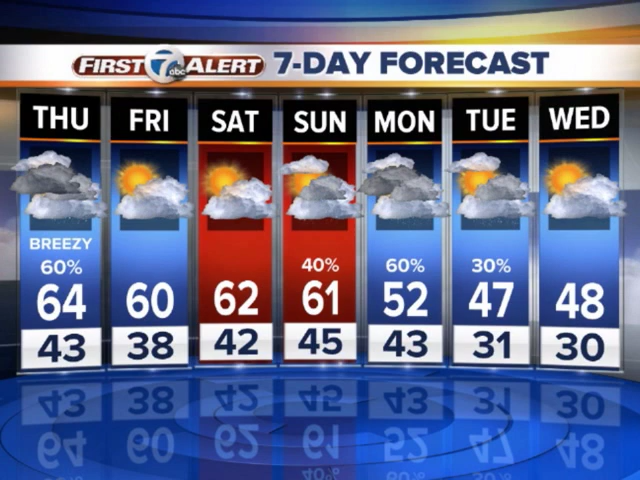 FIRST 7 abc ALERT 7-DAY FORECAST
THU FRI SAT SUN MON TUE WED
BREEZY
60% 40% 60% 30%
64 60 62 61 52 47 48
43 38 42 45 43 31 30